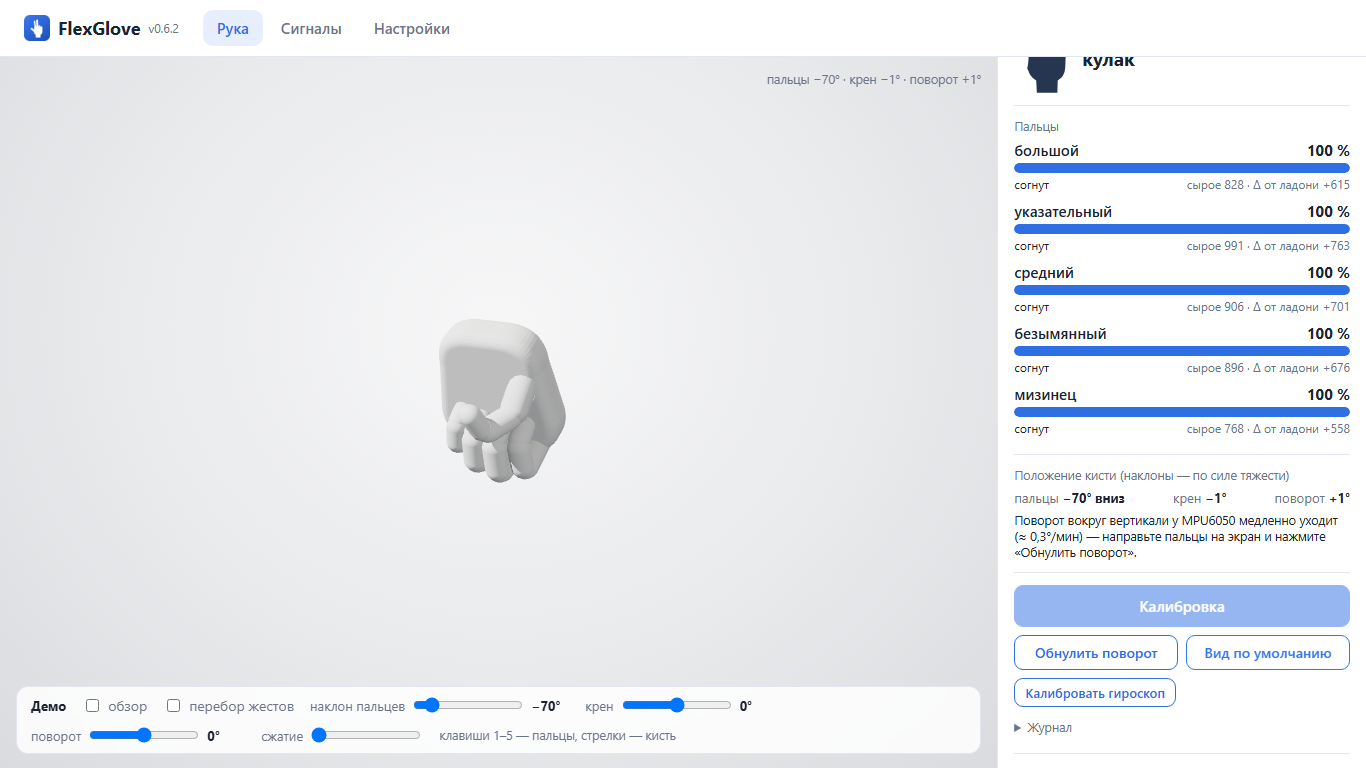 FlexGlove v0.6.2 Рука Сигналы Настройки
пальцы −70° · крен −1° · поворот +1°
кулак
Пальцы
большой 100 %
согнут сырое 828 · Δ от ладони +615
указательный 100 %
согнут сырое 991 · Δ от ладони +763
средний 100 %
согнут сырое 906 · Δ от ладони +701
безымянный 100 %
согнут сырое 896 · Δ от ладони +676
мизинец 100 %
согнут сырое 768 · Δ от ладони +558
Положение кисти (наклоны — по силе тяжести)
пальцы −70° вниз крен −1° поворот +1°
Поворот вокруг вертикали у MPU6050 медленно уходит
(≈ 0,3°/мин) — направьте пальцы на экран и нажмите
«Обнулить поворот».
Калибровка
Обнулить поворот Вид по умолчанию
Калибровать гироскоп
Журнал
Демо обзор перебор жестов наклон пальцев −70° крен 0°
поворот 0° сжатие клавиши 1–5 — пальцы, стрелки — кисть